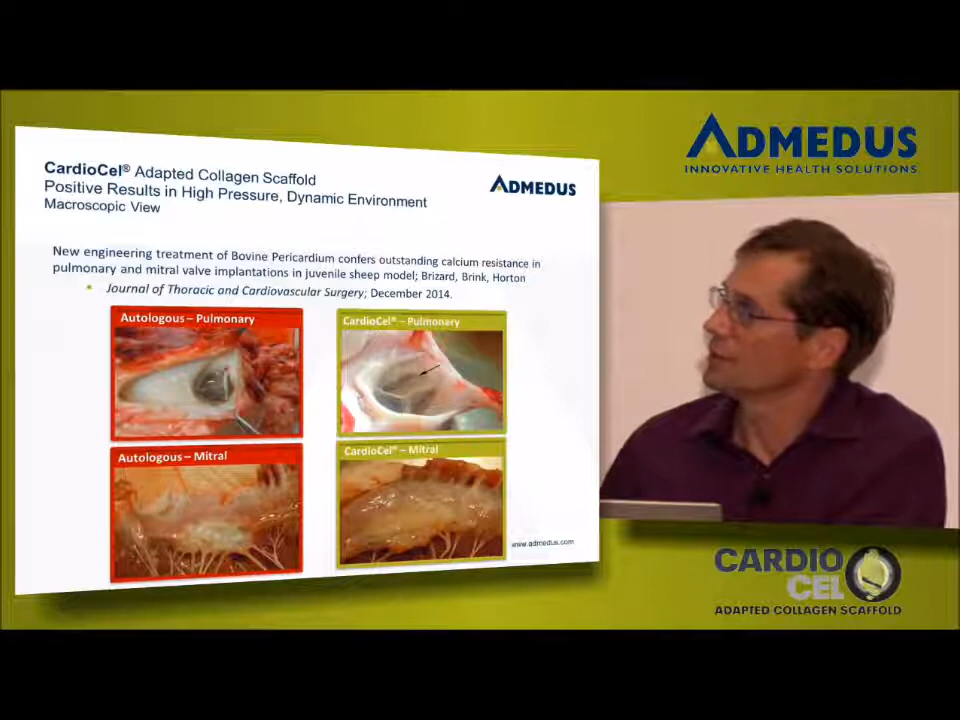 ADMEDUS
INNOVATIVE HEALTH SOLUTIONS
CardioCel® Adapted Collagen Scaffold
Positive Results in High Pressure, Dynamic Environment
Macroscopic View
ADMEDUS
New engineering treatment of Bovine Pericardium confers outstanding calcium resistance in
pulmonary and mitral valve implantations in juvenile sheep model; Brizard, Brink, Horton
Journal of Thoracic and Cardiovascular Surgery; December 2014.
Autologous – Pulmonary
CardioCel® – Pulmonary
Autologous – Mitral
CardioCel® – Mitral
www.admedus.com
CARDIO
CEL
ADAPTED COLLAGEN SCAFFOLD